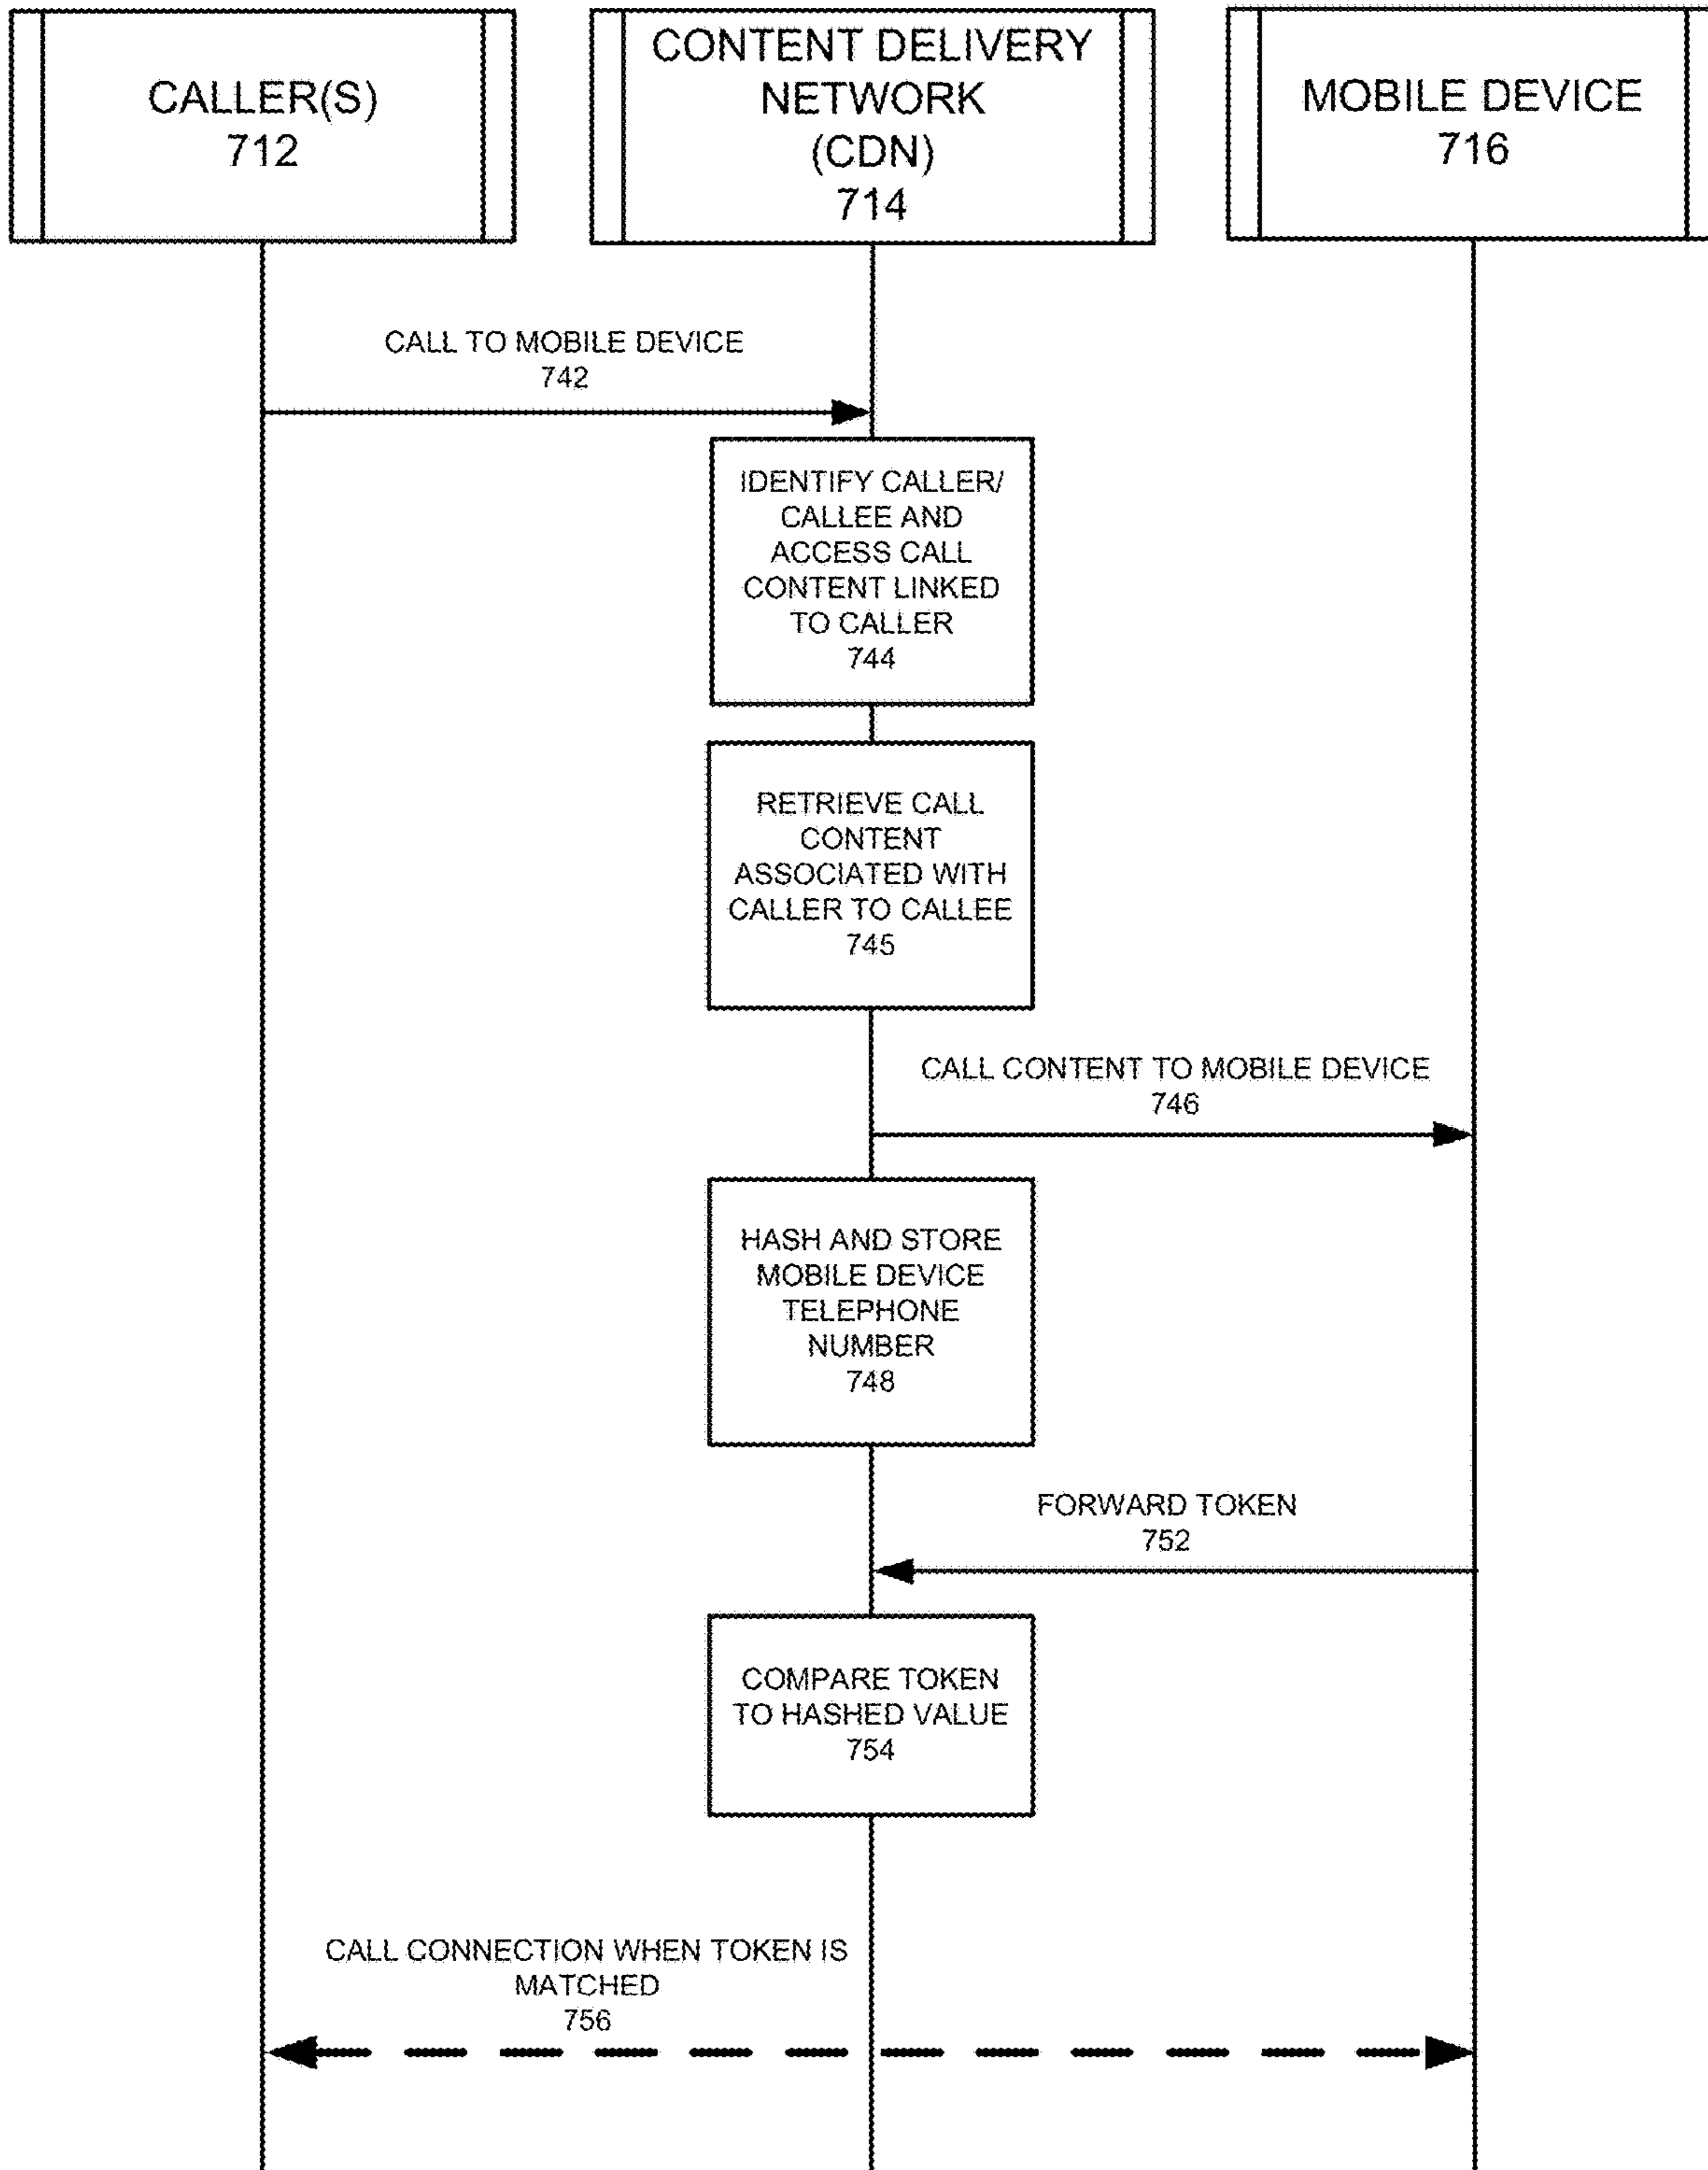 CALLER(S)
712
CONTENT DELIVERY
NETWORK
(CDN)
714
MOBILE DEVICE
716
CALL TO MOBILE DEVICE
742
IDENTIFY CALLER/
CALLEE AND
ACCESS CALL
CONTENT LINKED
TO CALLER
744
RETRIEVE CALL
CONTENT
ASSOCIATED WITH
CALLER TO CALLEE
745
CALL CONTENT TO MOBILE DEVICE
746
HASH AND STORE
MOBILE DEVICE
TELEPHONE
NUMBER
748
FORWARD TOKEN
752
COMPARE TOKEN
TO HASHED VALUE
754
CALL CONNECTION WHEN TOKEN IS
MATCHED
756